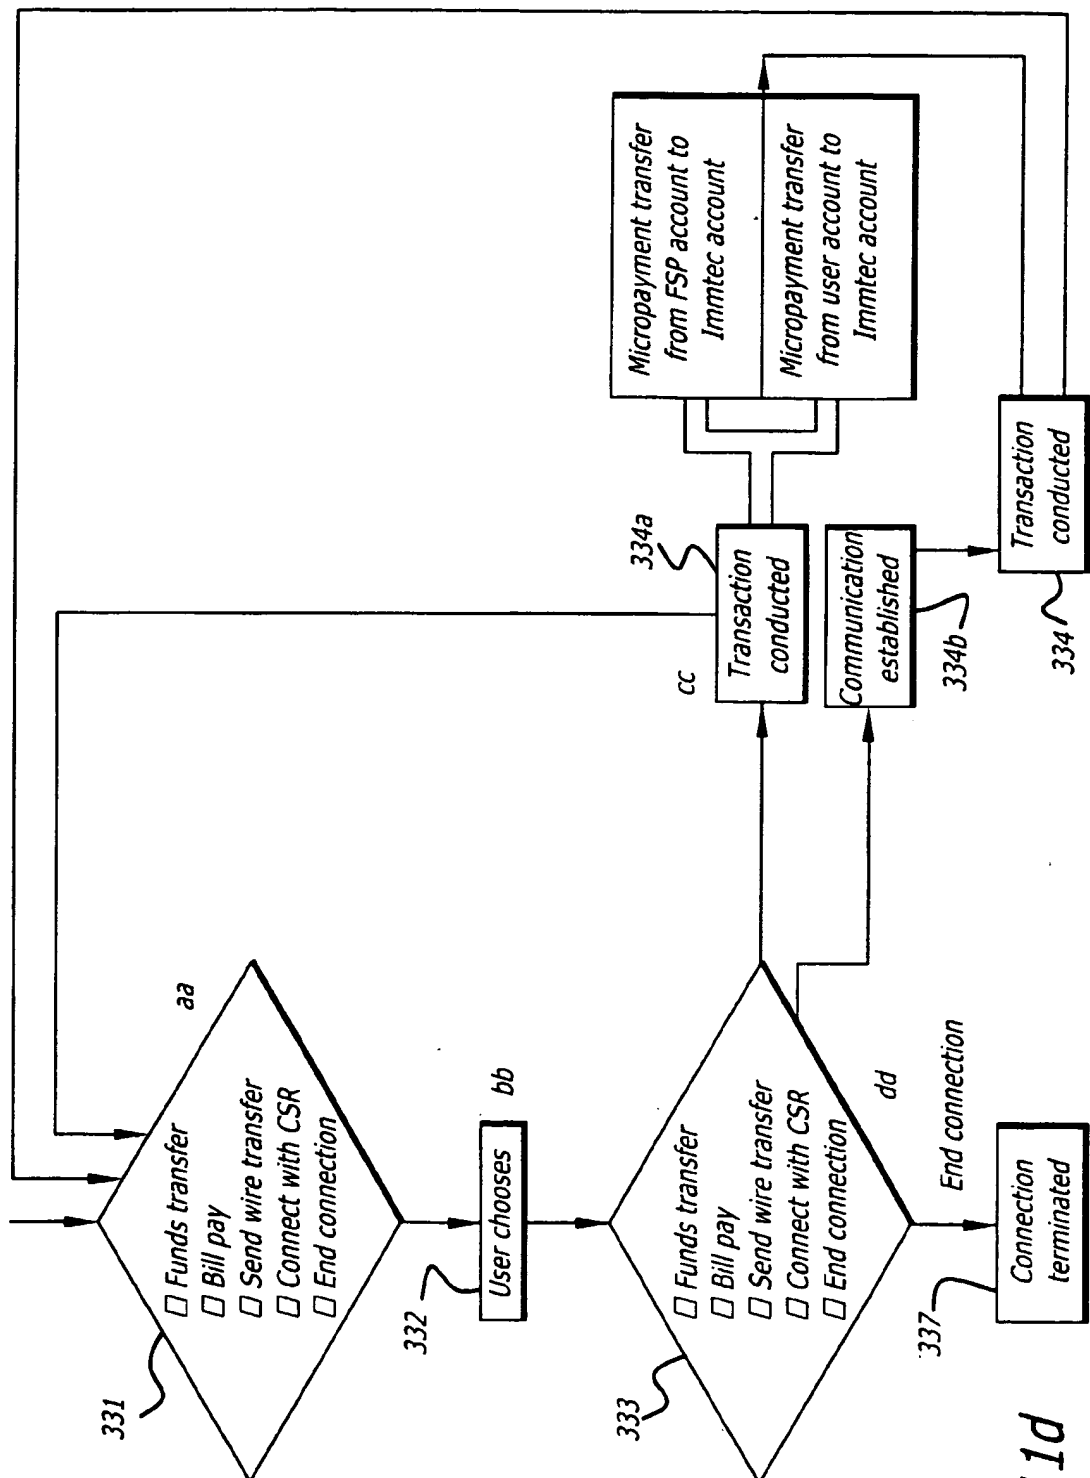 aa
331
☐ Funds transfer
☐ Bill pay
☐ Send wire transfer
☐ Connect with CSR
☐ End connection
332
User chooses
bb
333
☐ Funds transfer
☐ Bill pay
☐ Send wire transfer
☐ Connect with CSR
☐ End connection
dd
End connection
337
Connection
terminated
cc
334a
Transaction
conducted
Communication
established
334b
Micropayment transfer
from FSP account to
Immtec account
Micropayment transfer
from user account to
Immtec account
Transaction
conducted
334
1d